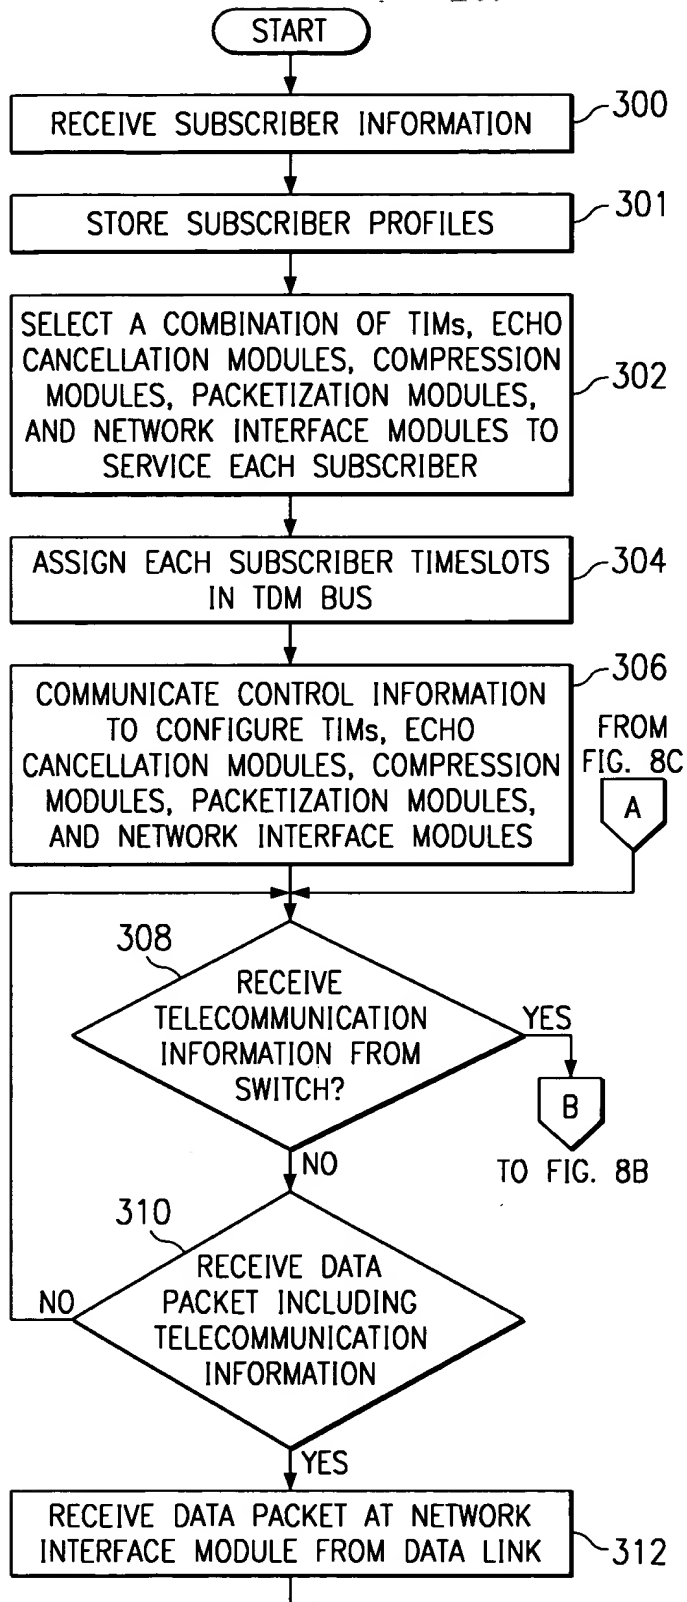 START
RECEIVE SUBSCRIBER INFORMATION
300
STORE SUBSCRIBER PROFILES
301
SELECT A COMBINATION OF TIMs, ECHO
CANCELLATION MODULES, COMPRESSION
MODULES, PACKETIZATION MODULES,
AND NETWORK INTERFACE MODULES TO
SERVICE EACH SUBSCRIBER
302
ASSIGN EACH SUBSCRIBER TIMESLOTS
IN TDM BUS
304
COMMUNICATE CONTROL INFORMATION
TO CONFIGURE TIMs, ECHO
CANCELLATION MODULES, COMPRESSION
MODULES, PACKETIZATION MODULES,
AND NETWORK INTERFACE MODULES
306
FROM
FIG. 8C
A
308
RECEIVE
TELECOMMUNICATION
INFORMATION FROM
SWITCH?
YES
B
TO FIG. 8B
NO
310
RECEIVE DATA
PACKET INCLUDING
TELECOMMUNICATION
INFORMATION
NO
YES
RECEIVE DATA PACKET AT NETWORK
INTERFACE MODULE FROM DATA LINK
312